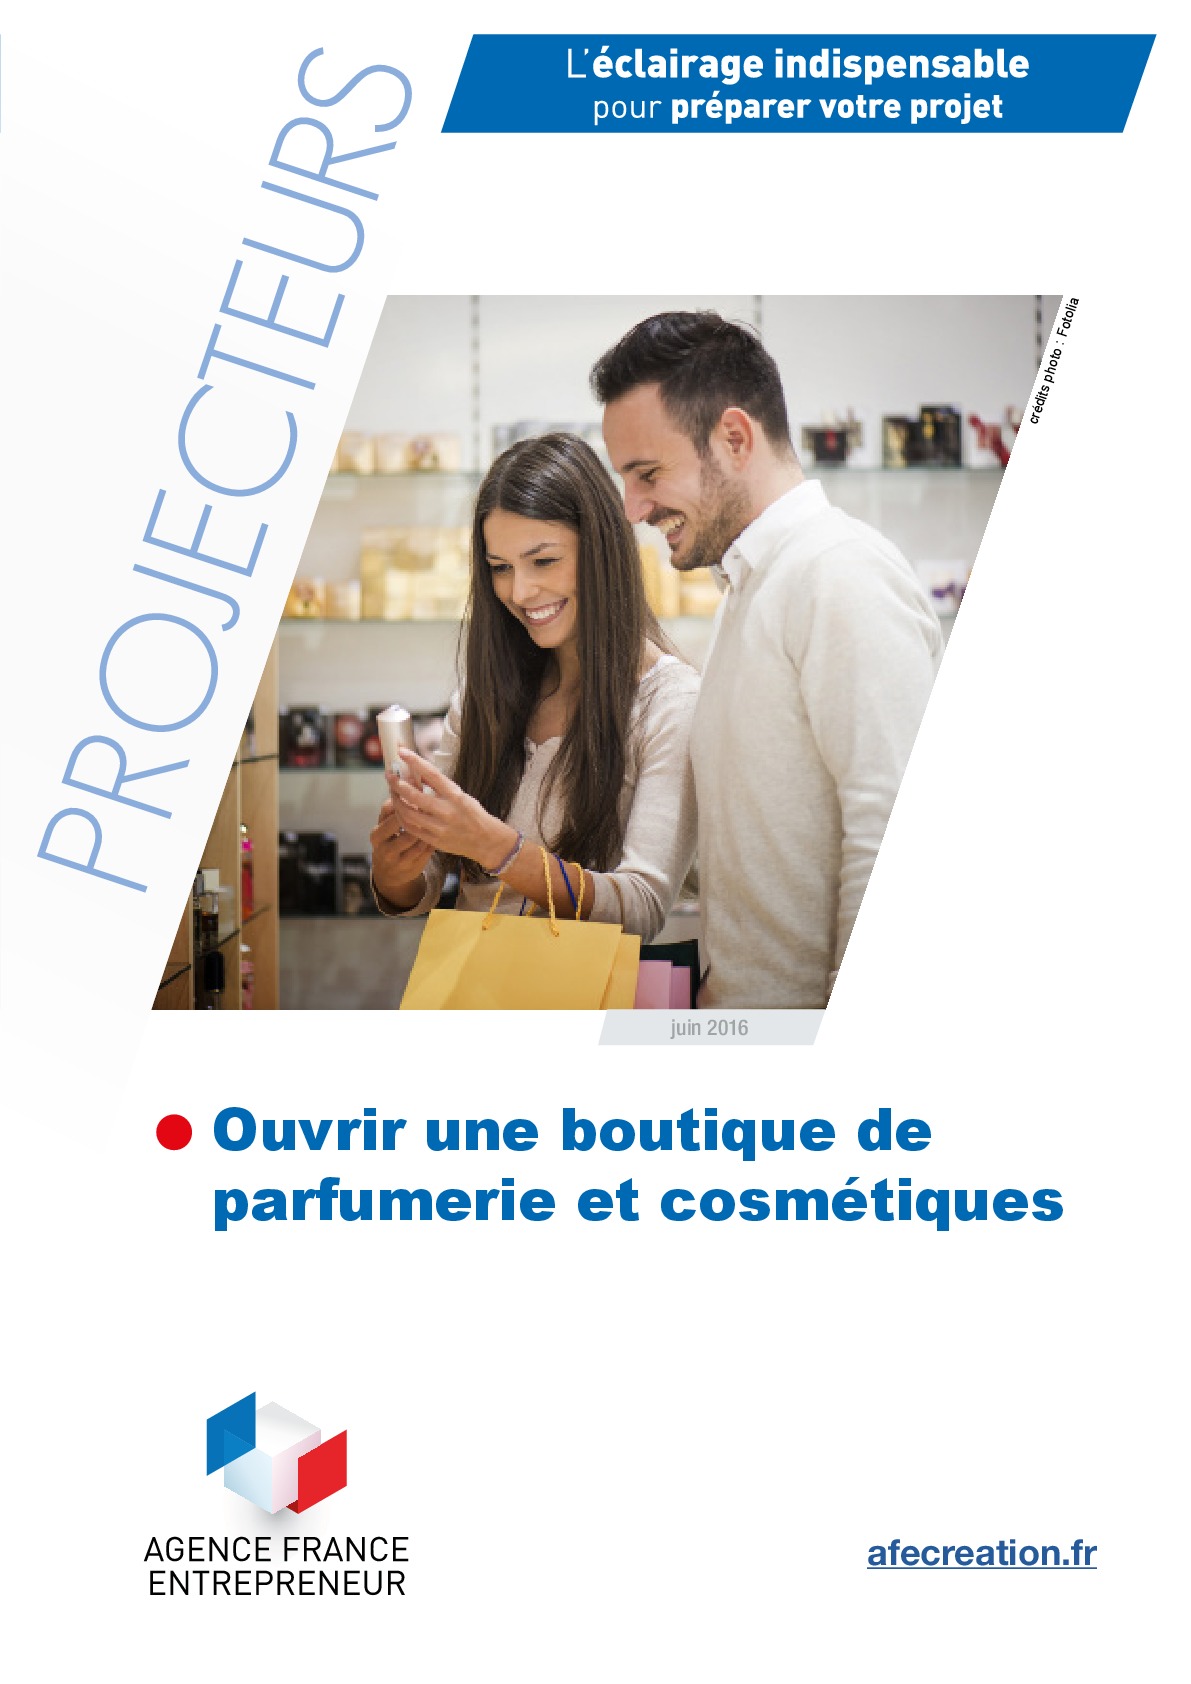 L'éclairage indispensable
pour préparer votre projet
PROJECTEURS
crédits photo : Fotolia
juin 2016
Ouvrir une boutique de
parfumerie et cosmétiques
AGENCE FRANCE
ENTREPRENEUR
afecreation.fr